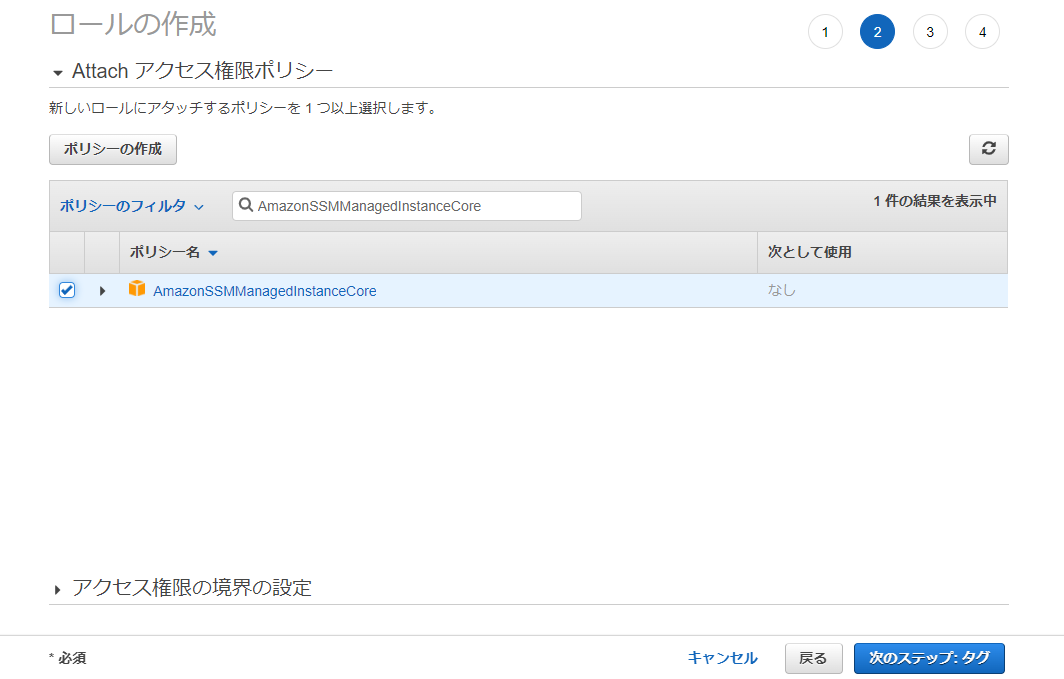 ロールの作成
1 2 3 4
Attach アクセス権限ポリシー
新しいロールにアタッチするポリシーを 1 つ以上選択します。
ポリシーの作成
ポリシーのフィルタ AmazonSSMManagedInstanceCore 1 件の結果を表示中
ポリシー名 次として使用
AmazonSSMManagedInstanceCore なし
アクセス権限の境界の設定
* 必須 キャンセル 戻る 次のステップ: タグ